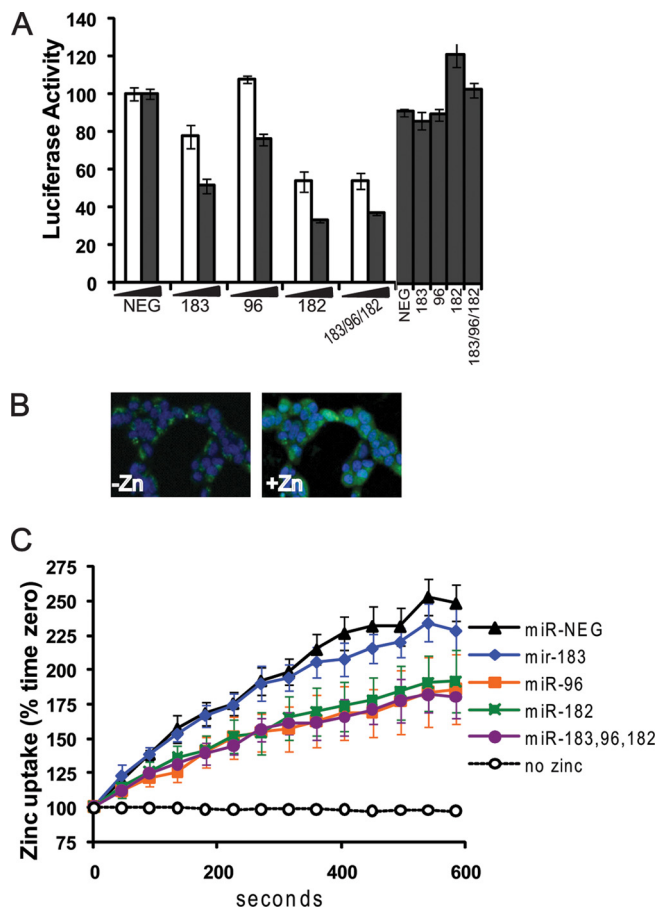 A
Luciferase Activity
140
120
100
80
60
40
20
0
NEG
183
96
182
183/96/182
NEG
183
96
182
183/96/182
B
-Zn
+Zn
C
Zinc uptake (% time zero)
275
250
225
200
175
150
125
100
75
0
200
400
600
seconds
miR-NEG
mir-183
miR-96
miR-182
miR-183,96,182
no zinc